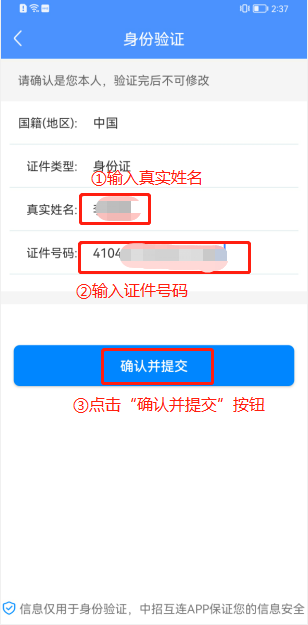 2:37
身份验证
请确认是您本人，验证完后不可修改
国籍(地区): 中国
证件类型: 身份证
①输入真实姓名
真实姓名:
证件号码: 4104
②输入证件号码
确认并提交
③点击“确认并提交”按钮
信息仅用于身份验证，中招互连APP保证您的信息安全